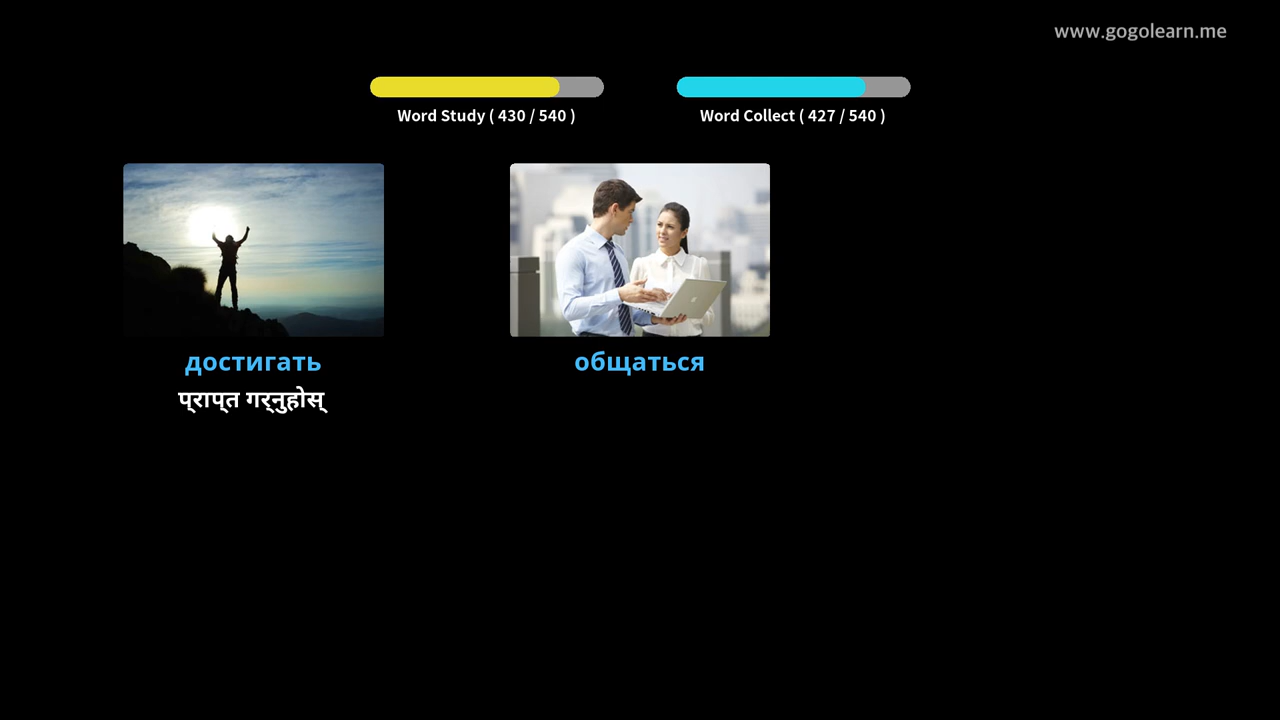 www.gogolearn.me
Word Study ( 430 / 540 )
Word Collect ( 427 / 540 )
достигать
общаться
प्राप्त गर्नुहोस्